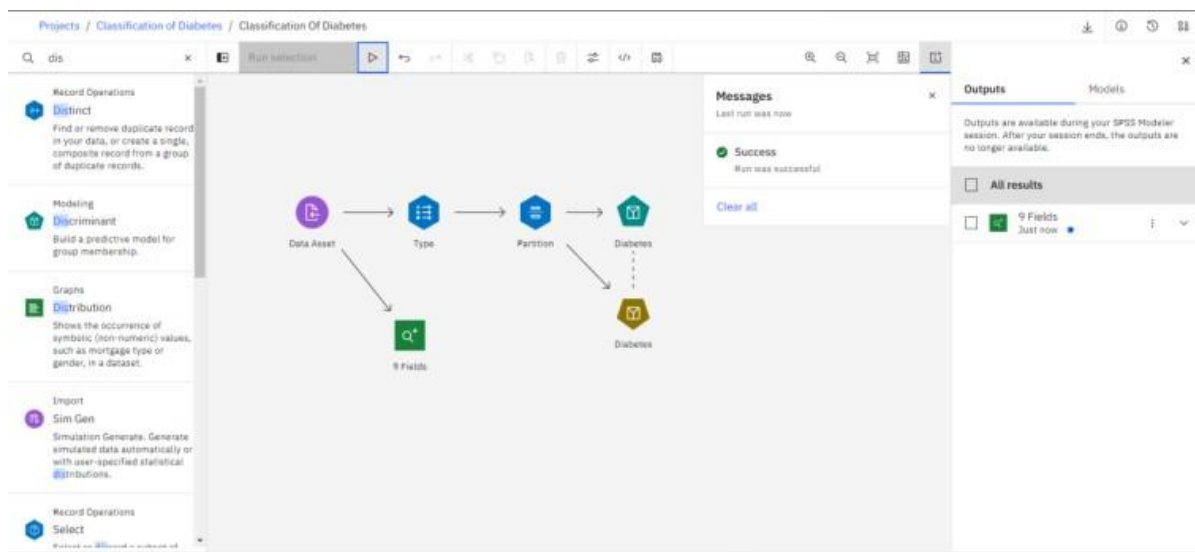 Projects / Classification of Diabetes / Classification Of Diabetes
dis
Run selection
Record Operations
Distinct
Find or remove duplicate record
in your data, or create a single,
composite record from a group
of duplicate records.
Modeling
Discriminant
Build a predictive model for
group membership.
Graphs
Distribution
Shows the occurrence of
symbolic (non-numeric) values,
such as mortgage type or
gender, in a dataset.
Import
Sim Gen
Simulation Generate. Generate
simulated data automatically or
with user-specified statistical
distributions.
Record Operations
Select
Data Asset
Type
Partition
Diabetes
9 Fields
Diabetes
Messages
Last run was now
Success
Run was successful
Clear all
Outputs
Models
Outputs are available during your SPSS Modeler
session. After your session ends, the outputs are
no longer available.
All results
9 Fields
Just now